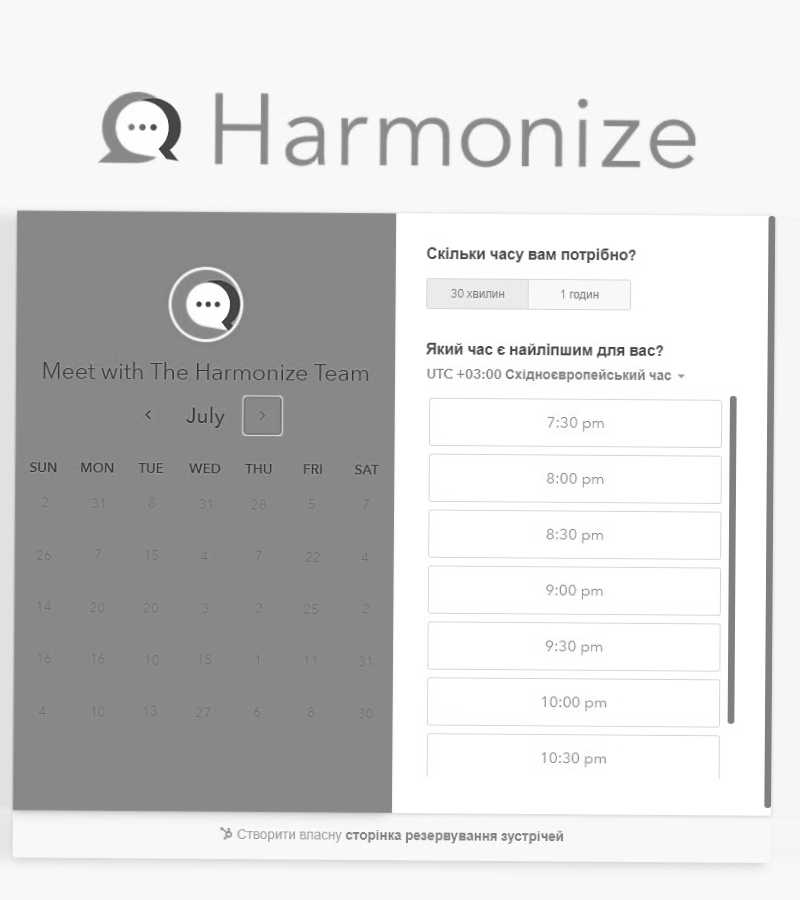 Harmonize
Meet with The Harmonize Team
July
SUN MON TUE WED THU FRI SAT
2 31 8 31 28 5 7
26 7 15 4 7 22 4
14 20 20 3 2 25 2
16 16 10 15 1 11 31
4 10 13 27 6 8 30
Скільки часу вам потрібно?
30 хвилин 1 годин
Який час є найліпшим для вас?
UTC +03:00 Східноєвропейський час
7:30 pm
8:00 pm
8:30 pm
9:00 pm
9:30 pm
10:00 pm
10:30 pm
Створити власну сторінка резервування зустрічей